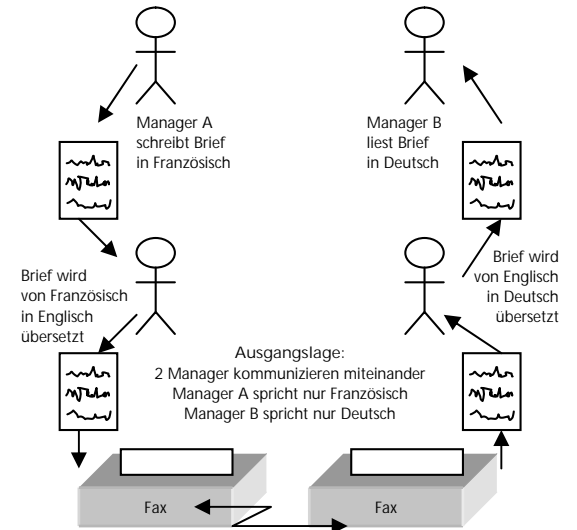 Manager A
schreibt Brief
in Französisch
Manager B
liest Brief
in Deutsch
Brief wird
von Französisch
in Englisch
übersetzt
Brief wird
von Englisch
in Deutsch
übersetzt
Ausgangslage:
2 Manager kommunizieren miteinander
Manager A spricht nur Französisch
Manager B spricht nur Deutsch
Fax
Fax